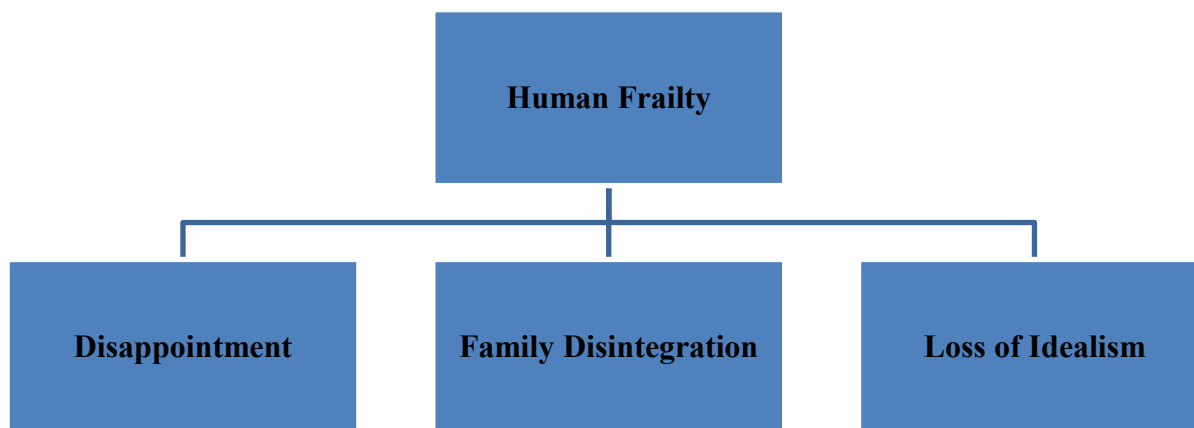 Human Frailty
Disappointment
Family Disintegration
Loss of Idealism